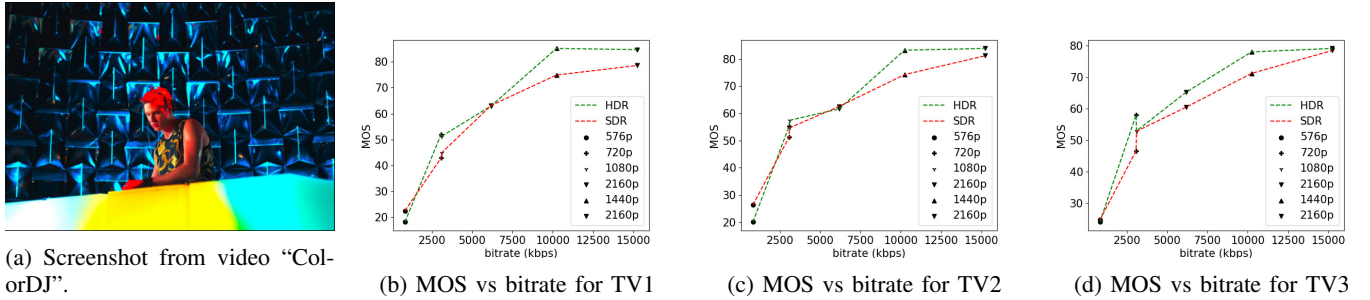 (a) Screenshot from video “Col-
orDJ”.
MOS
80
70
60
50
40
30
20
2500
5000
7500
10000
12500
15000
bitrate (kbps)
HDR
SDR
576p
720p
1080p
2160p
1440p
2160p
(b) MOS vs bitrate for TV1
MOS
80
70
60
50
40
30
20
2500
5000
7500
10000
12500
15000
bitrate (kbps)
HDR
SDR
576p
720p
1080p
2160p
1440p
2160p
(c) MOS vs bitrate for TV2
MOS
80
70
60
50
40
30
2500
5000
7500
10000
12500
15000
bitrate (kbps)
HDR
SDR
576p
720p
1080p
2160p
1440p
2160p
(d) MOS vs bitrate for TV3